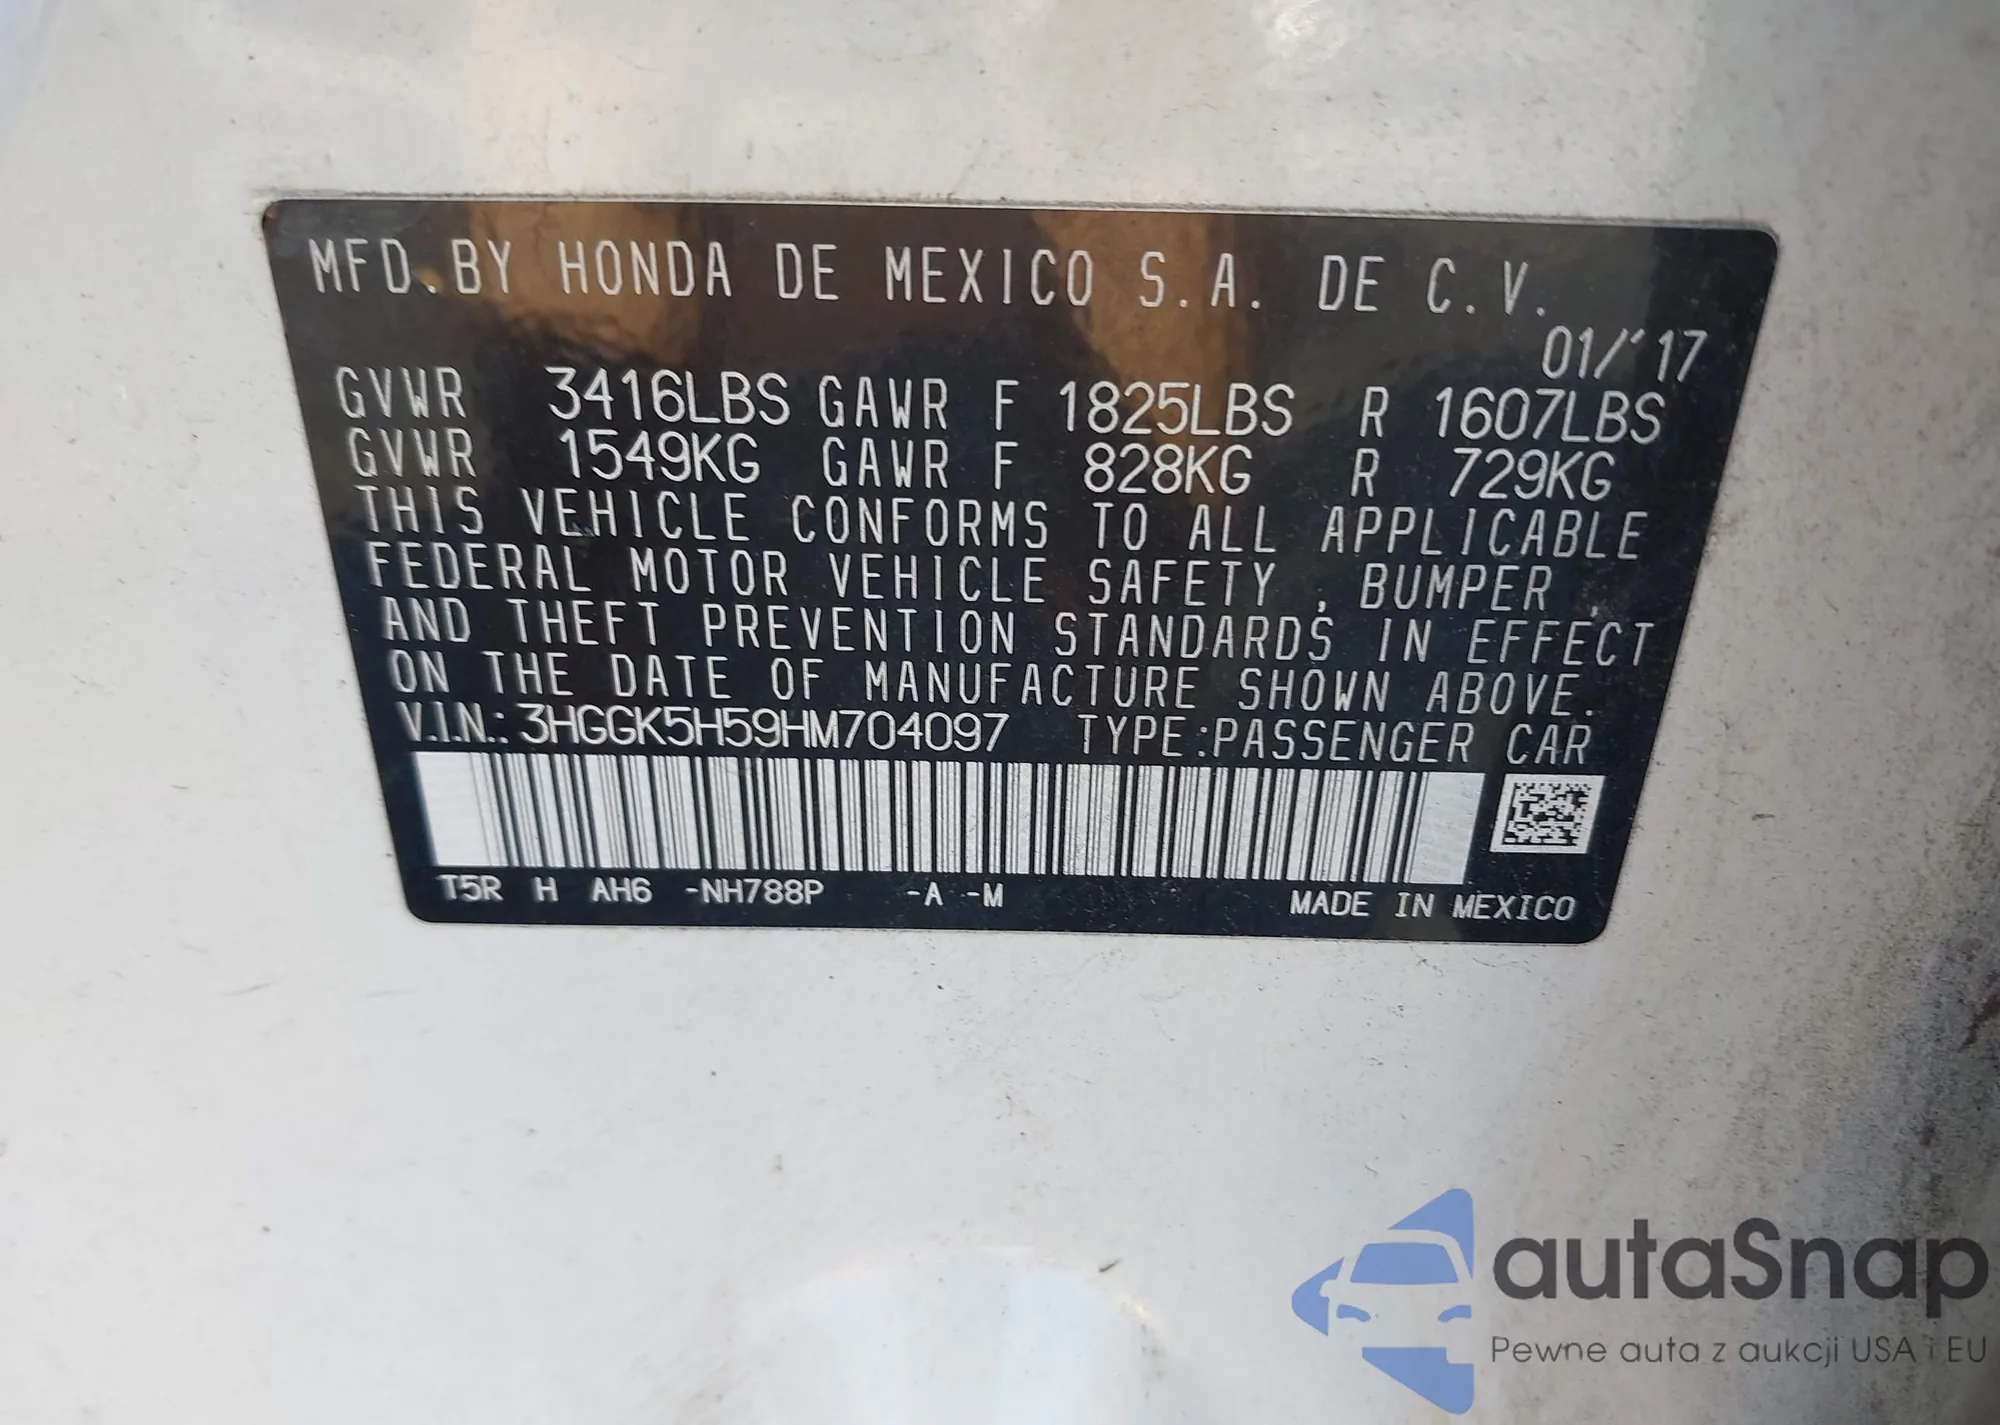 MFD. BY HONDA DE MEXICO S.A. DE C.V.
01/'17
GVWR 3416LBS GAWR F 1825LBS R 1607LBS
GVWR 1549KG GAWR F 828KG R 729KG
THIS VEHICLE CONFORMS TO ALL APPLICABLE
FEDERAL MOTOR VEHICLE SAFETY , BUMPER ,
AND THEFT PREVENTION STANDARDS IN EFFECT
ON THE DATE OF MANUFACTURE SHOWN ABOVE.
V.I.N.: 3HGGK5H59HM704097 TYPE:PASSENGER CAR
T5R H AH6 -NH788P -A -M MADE IN MEXICO
autaSnap
Pewne auta z aukcji USA i EU